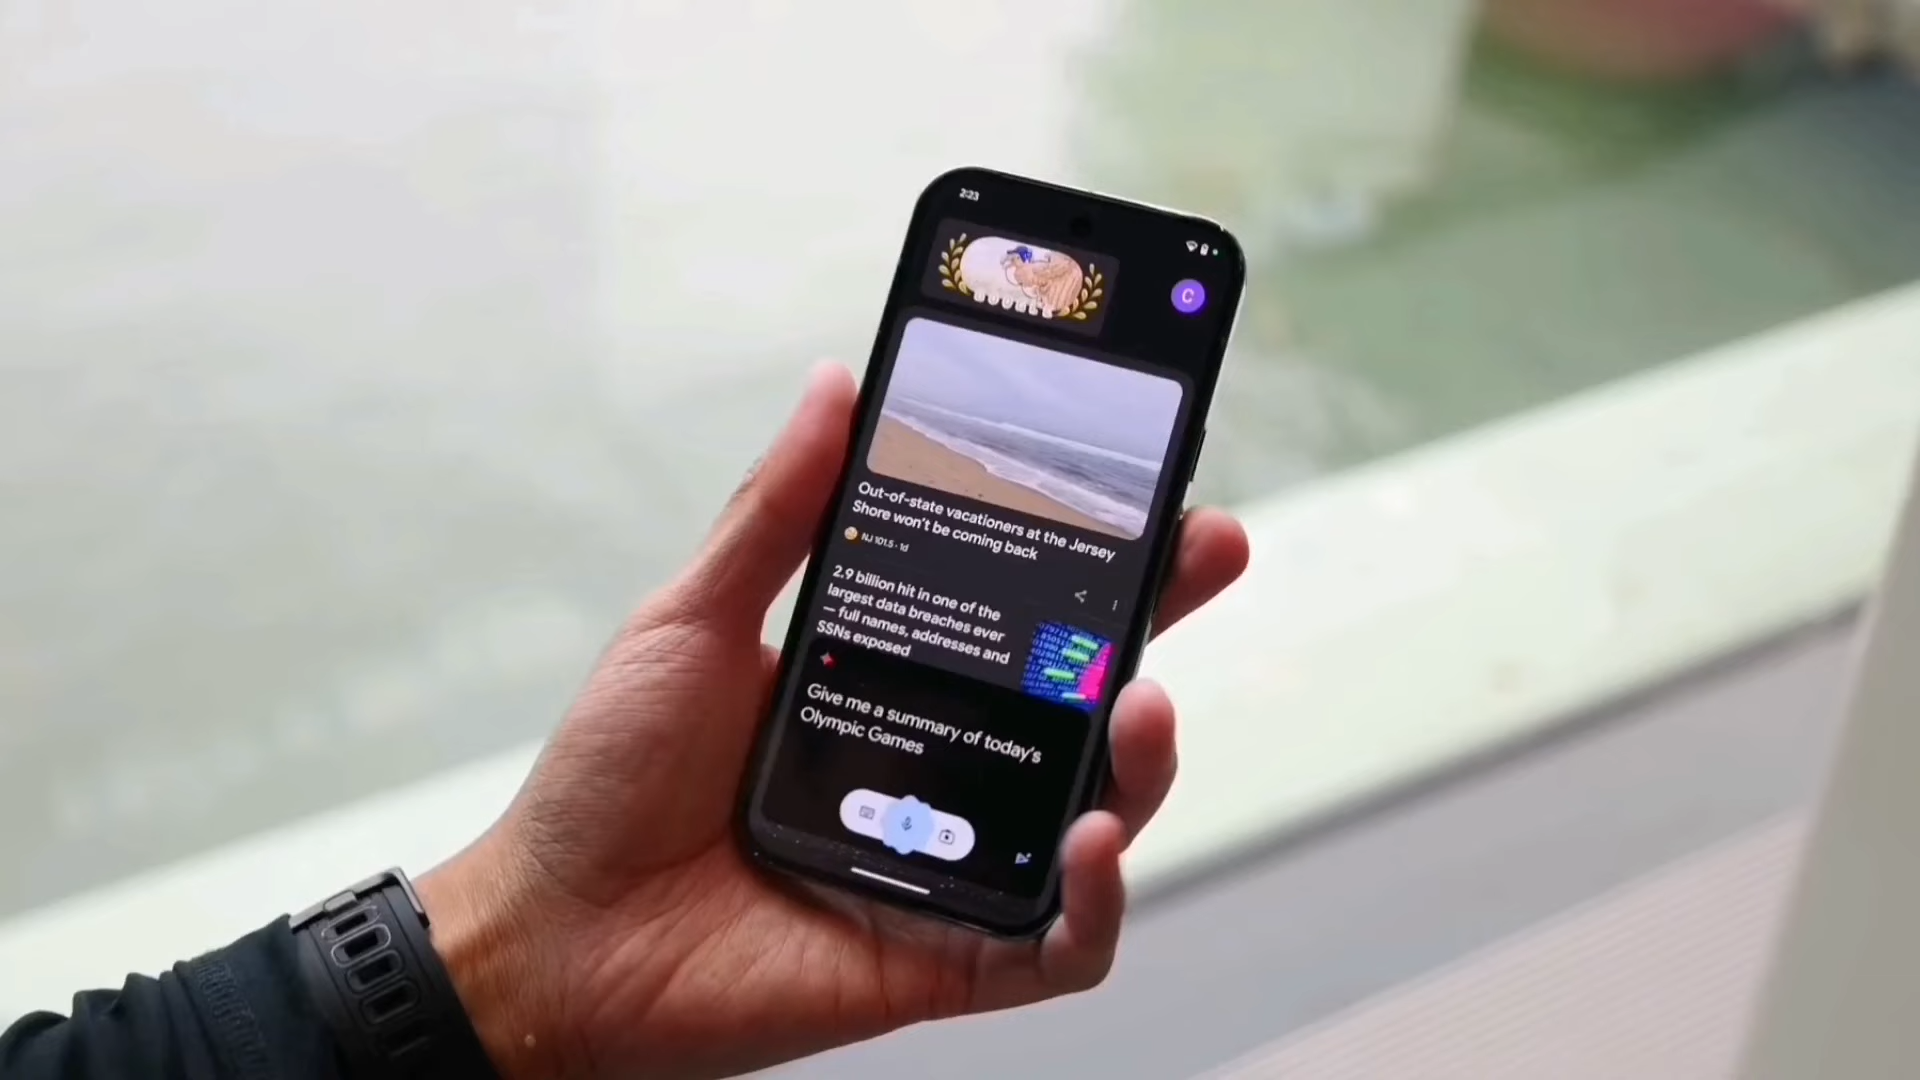 2:23
C
Out-of-state vacationers at the Jersey
Shore won't be coming back
NJ 101.5 · 1d
2.9 billion hit in one of the
largest data breaches ever
— full names, addresses and
SSNs exposed
Give me a summary of today's
Olympic Games